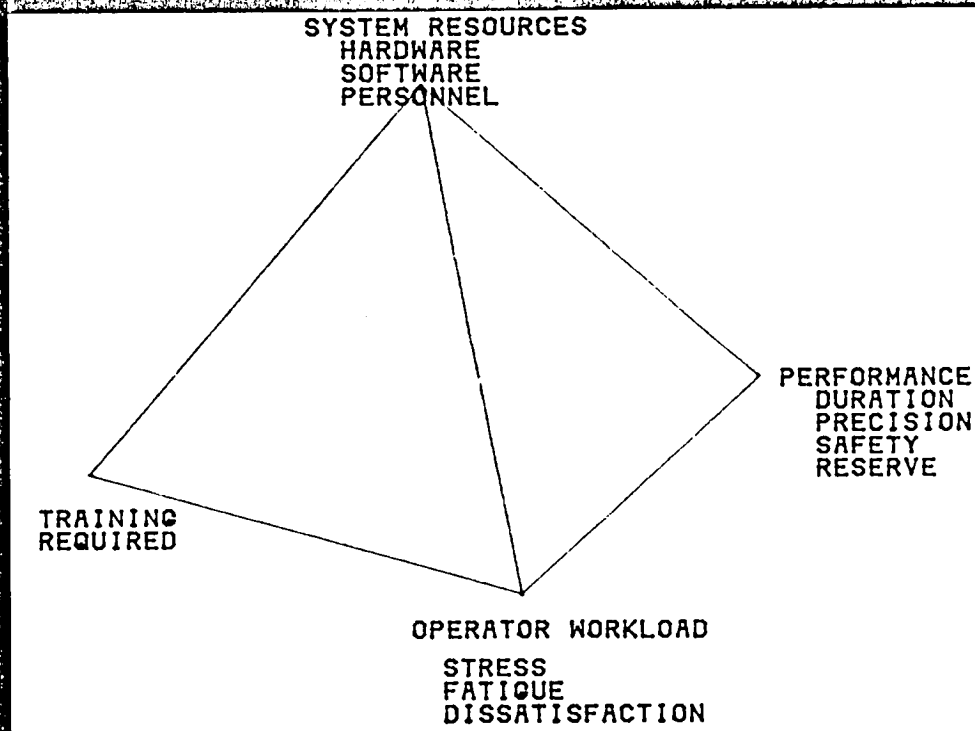 SYSTEM RESOURCES
HARDWARE
SOFTWARE
PERSONNEL
PERFORMANCE
DURATION
PRECISION
SAFETY
RESERVE
TRAINING
REQUIRED
OPERATOR WORKLOAD
STRESS
FATIGUE
DISSATISFACTION